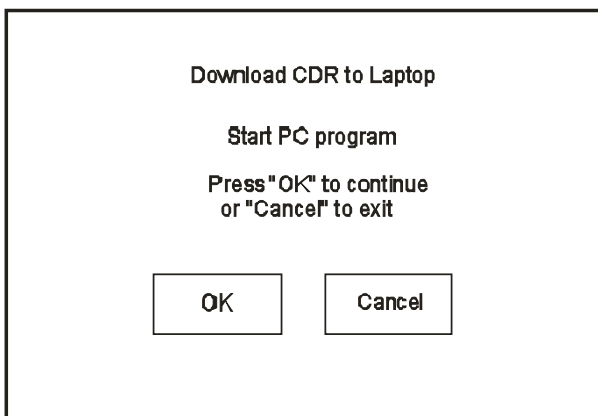 Download CDR to Laptop
Start PC program
Press "OK" to continue
or "Cancel" to exit
OK
Cancel